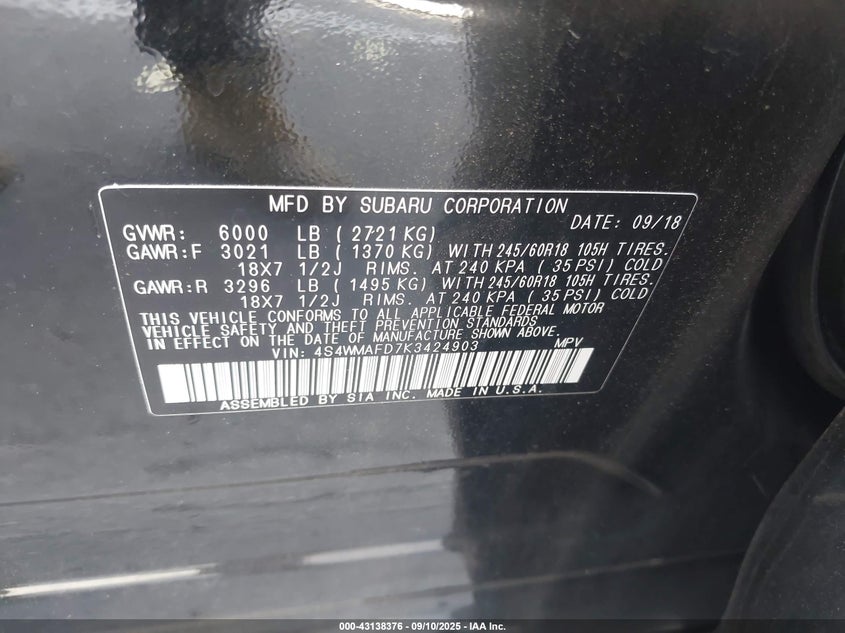 MFD BY SUBARU CORPORATION
DATE: 09/18
GVWR: 6000 LB ( 2721 KG)
GAWR:F 3021 LB ( 1370 KG) WITH 245/60R18 105H TIRES.
18X7 1/2J RIMS. AT 240 KPA ( 35 PSI) COLD
GAWR:R 3296 LB ( 1495 KG) WITH 245/60R18 105H TIRES.
18X7 1/2J RIMS. AT 240 KPA ( 35 PSI) COLD
THIS VEHICLE CONFORMS TO ALL APPLICABLE FEDERAL MOTOR
VEHICLE SAFETY AND THEFT PREVENTION STANDARDS
IN EFFECT ON THE DATE OF MANUFACTURE SHOWN ABOVE.
VIN: 4S4WMAFD7K3424903 MPV
ASSEMBLED BY SIA INC. MADE IN U.S.A.
000-43138376 - 09/10/2025 - IAA Inc.